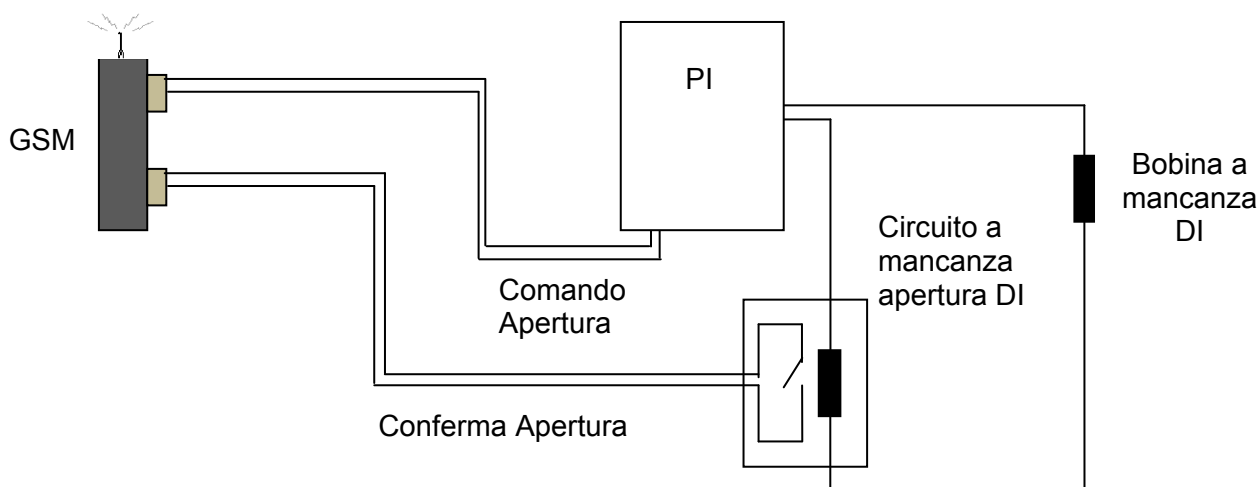 GSM
PI
Bobina a
mancanza
DI
Circuito a
mancanza
apertura DI
Comando
Apertura
Conferma Apertura